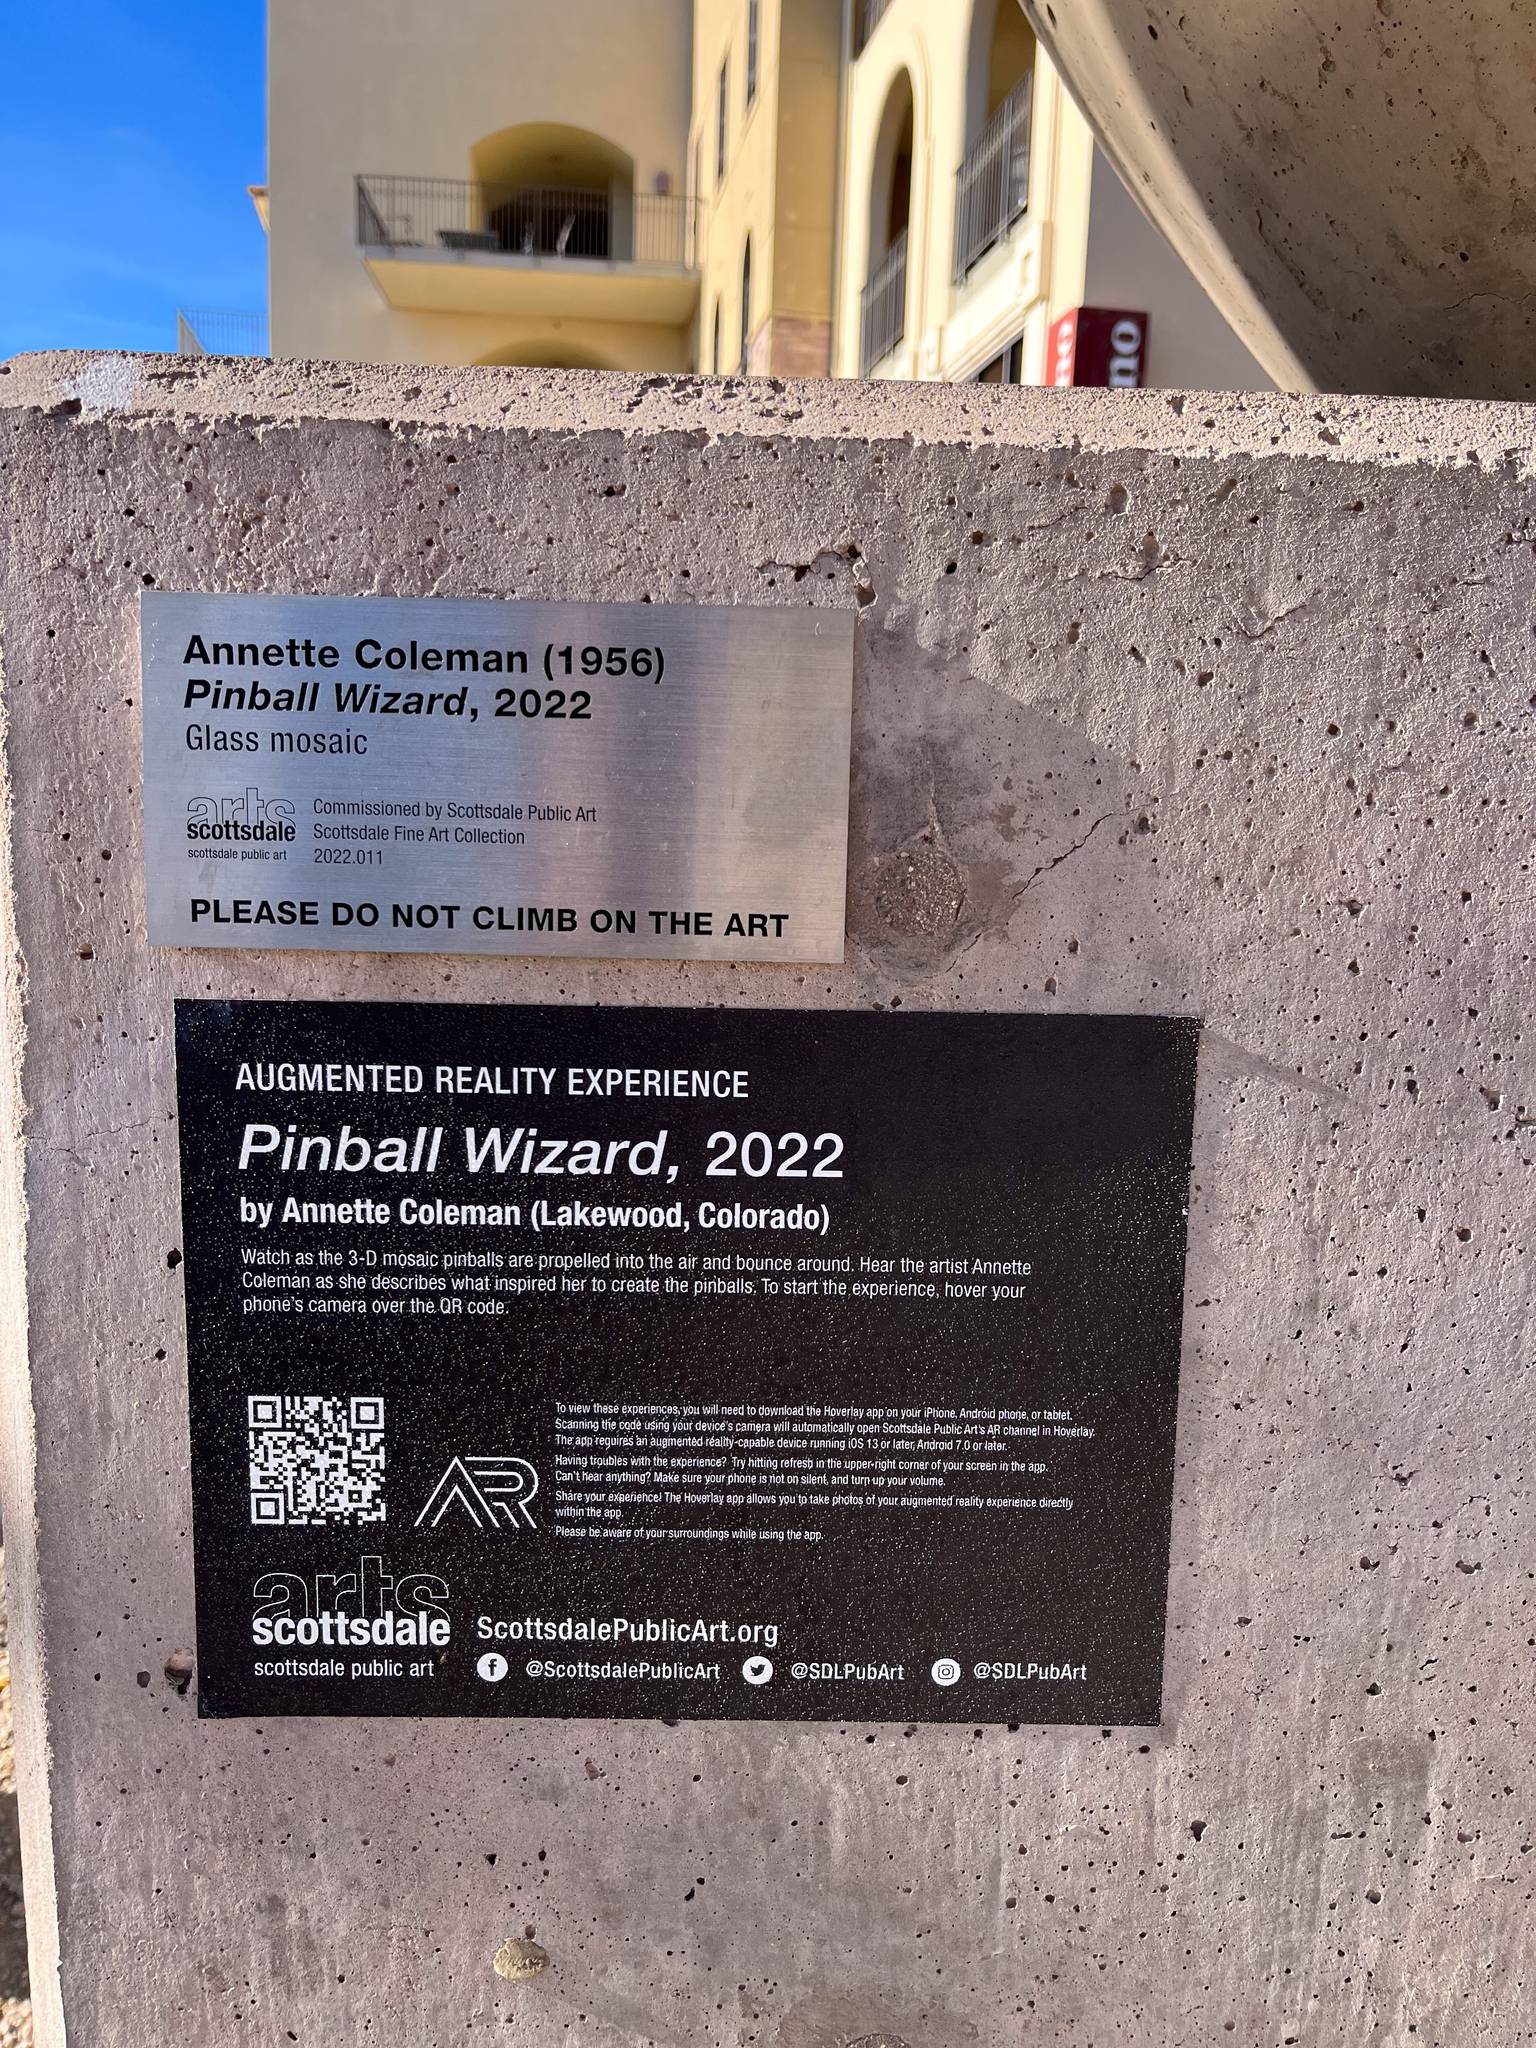 no
no
Annette Coleman (1956)
Pinball Wizard, 2022
Glass mosaic
arts
scottsdale
scottsdale public art
Commissioned by Scottsdale Public Art
Scottsdale Fine Art Collection
2022.011
PLEASE DO NOT CLIMB ON THE ART
AUGMENTED REALITY EXPERIENCE
Pinball Wizard, 2022
by Annette Coleman (Lakewood, Colorado)
Watch as the 3-D mosaic pinballs are propelled into the air and bounce around. Hear the artist Annette
Coleman as she describes what inspired her to create the pinballs. To start the experience, hover your
phone's camera over the QR code.
AR
To view these experiences, you will need to download the Hoverlay app on your iPhone, Android phone, or tablet.
Scanning the code using your device's camera will automatically open Scottsdale Public Art's AR channel in Hoverlay.
The app requires an augmented reality-capable device running iOS 13 or later, Android 7.0 or later.
Having troubles with the experience? Try hitting refresh in the upper-right corner of your screen in the app.
Can't hear anything? Make sure your phone is not on silent, and turn up your volume.
Share your experience! The Hoverlay app allows you to take photos of your augmented reality experience directly
within the app.
Please be aware of your surroundings while using the app.
arts
scottsdale
scottsdale public art
ScottsdalePublicArt.org
@ScottsdalePublicArt
@SDLPubArt
@SDLPubArt